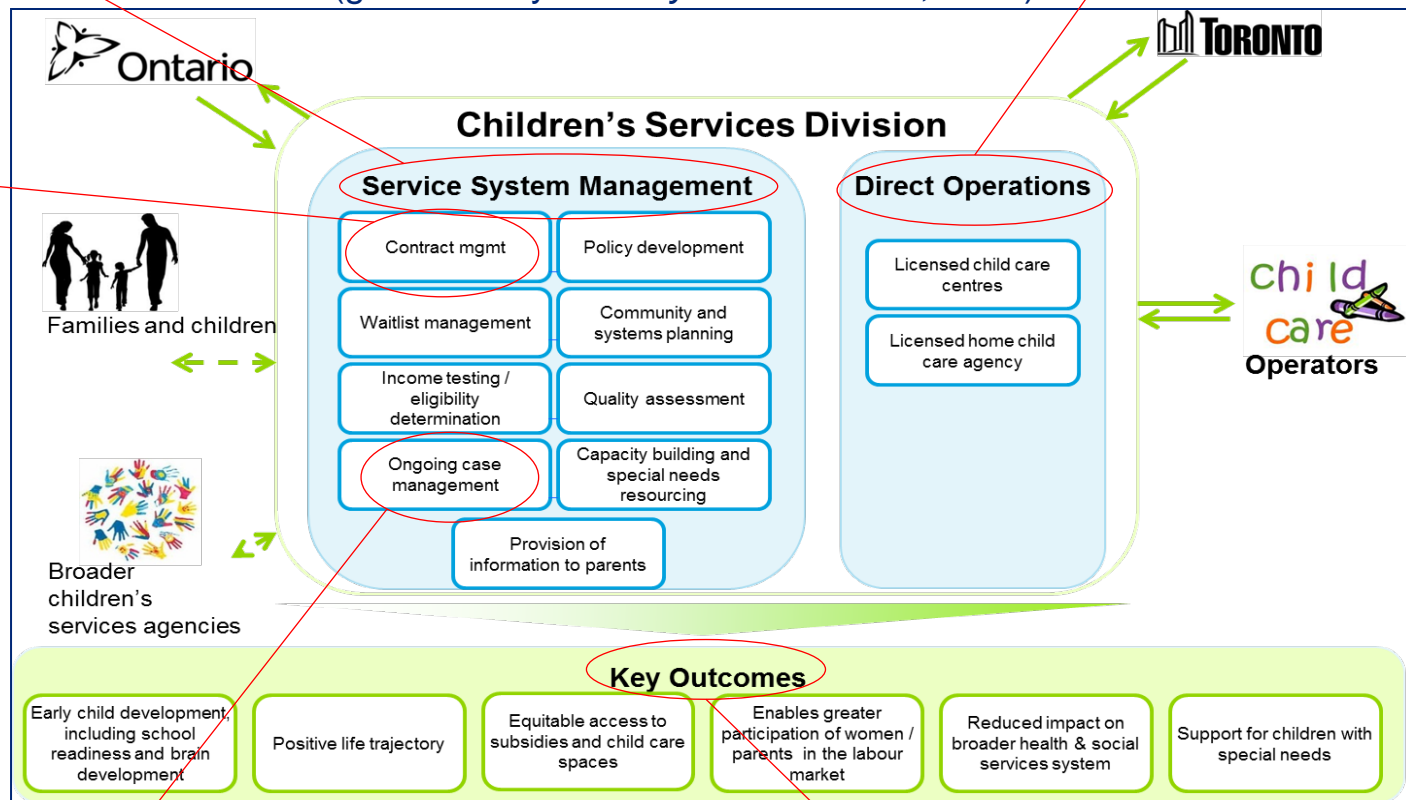 Ontario
TORONTO
Children's Services Division
Service System Management
Direct Operations
Contract mgmt
Policy development
Waitlist management
Community and
systems planning
Income testing /
eligibility
determination
Quality assessment
Ongoing case
management
Capacity building and
special needs
resourcing
Provision of
information to parents
Licensed child care
centres
Licensed home child
care agency
Families and children
Broader
children's
services agencies
child
care
Operators
Key Outcomes
Early child development,
including school
readiness and brain
development
Positive life trajectory
Equitable access to
subsidies and child care
spaces
Enables greater
participation of women /
parents in the labour
market
Reduced impact on
broader health & social
services system
Support for children with
special needs